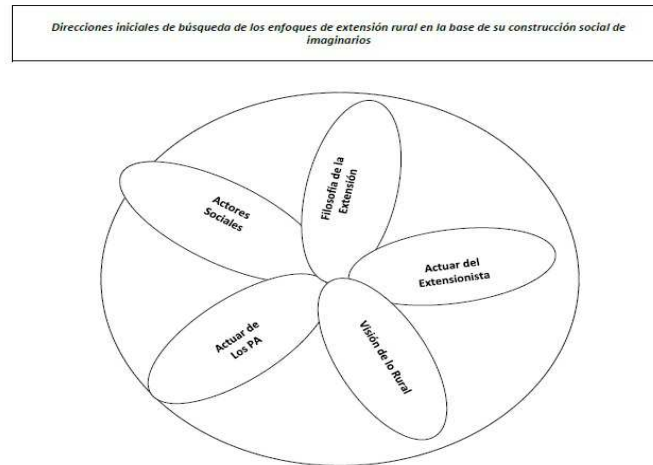 Direcciones iniciales de búsqueda de los enfoques de extensión rural en la base de su construcción social de
imaginarios
Filosofía de la
Extensión
Actores
Sociales
Actuar del
Extensionista
Actuar de
Los PA
Visión de lo Rural